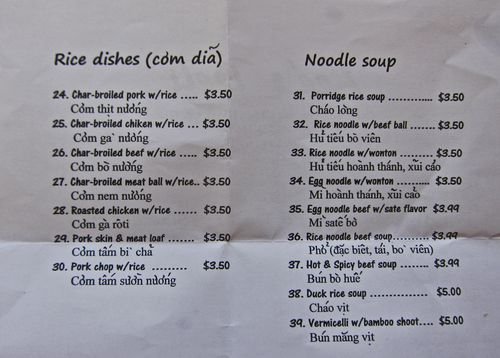 Rice dishes (cơm diã)
24. Char-broiled pork w/rice ..... $3.50
Cơm thịt nướng
25. Char-broiled chiken w/rice ... $3.50
Cơm ga` nướng
26. Char-broiled beef w/rice ..... $3.50
Cơm bò nướng
27. Char-broiled meat ball w/rice.. $3.50
Cơm nem nướng
28. Roasted chicken w/rice ...... $3.50
Cơm gà rôti
29. Pork skin & meat loaf ....... $3.50
Cơm tấm bi` chả
30. Pork chop w/rice ......... $3.50
Cơm tấm sườn nướng
Noodle soup
31. Porridge rice soup ............ $3.50
Cháo lòng
32. Rice noodle w/beef ball ....... $3.50
Hủ tiếu bò viên
33. Rice noodle w/wonton ......... $3.50
Hủ tiếu hoành thánh, xũi cảo
34. Egg noodle w/wonton.......... $3.50
Mì hoành thánh, xũi cảo
35. Egg noodle beef w/sate flavor $3.99
Mì satế bò
36. Rice noodle beef soup......... $3.99
Phở (đặc biệt, tái, bo` viên)
37. Hot & Spicy beef soup ....... $3.99
Bún bò huế
38. Duck rice soup ............... $5.00
Cháo vịt
39. Vermicelli w/bamboo shoot.... $5.00
Bún măng vịt